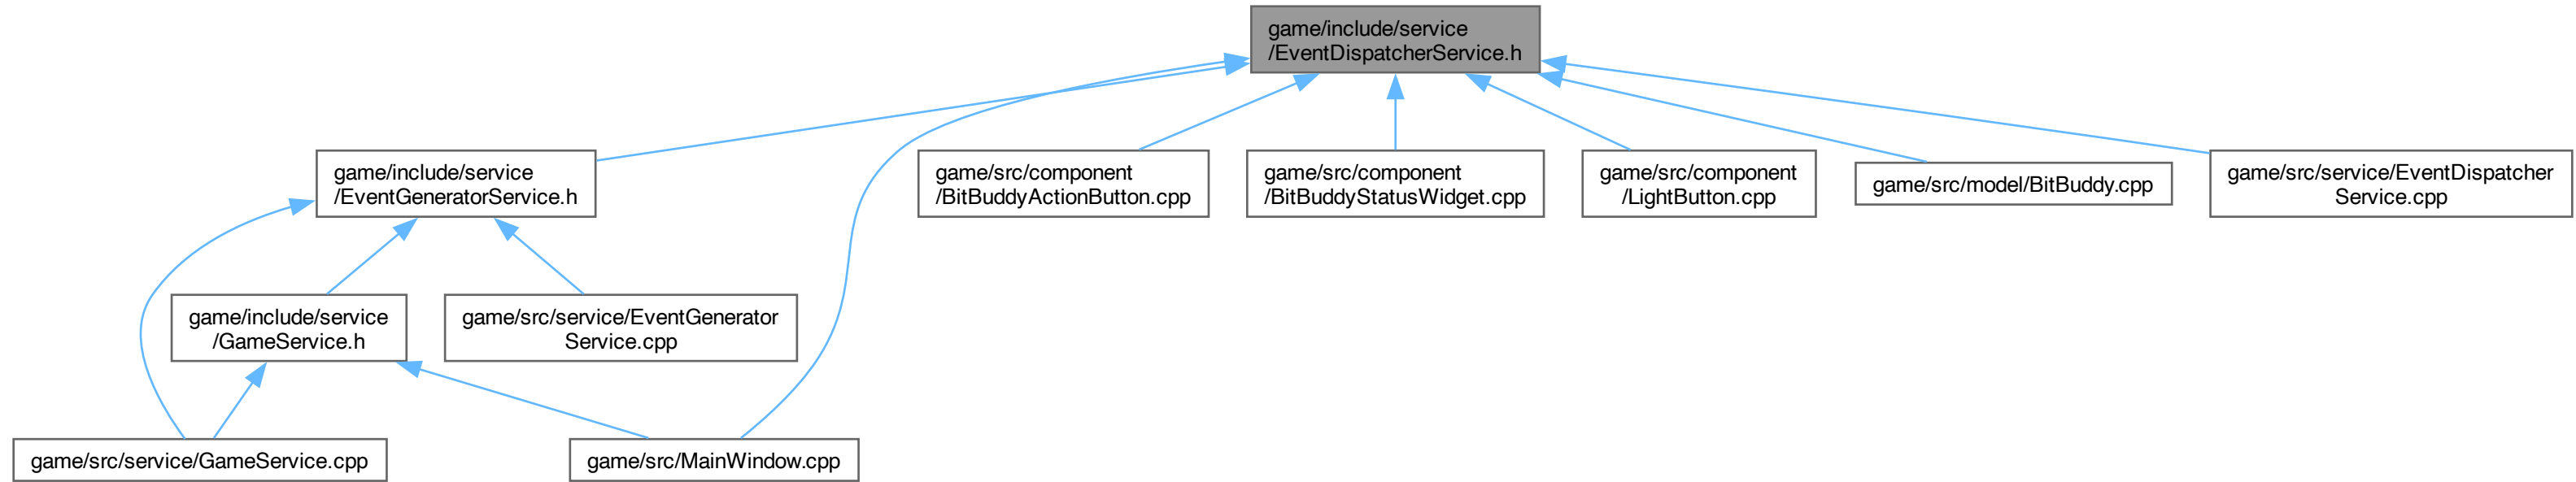 game/include/service
/EventDispatcherService.h
game/include/service
/EventGeneratorService.h
game/src/component
/BitBuddyActionButton.cpp
game/src/component
/BitBuddyStatusWidget.cpp
game/src/component
/LightButton.cpp
game/src/model/BitBuddy.cpp
game/src/service/EventDispatcher
Service.cpp
game/include/service
/GameService.h
game/src/service/EventGenerator
Service.cpp
game/src/service/GameService.cpp
game/src/MainWindow.cpp